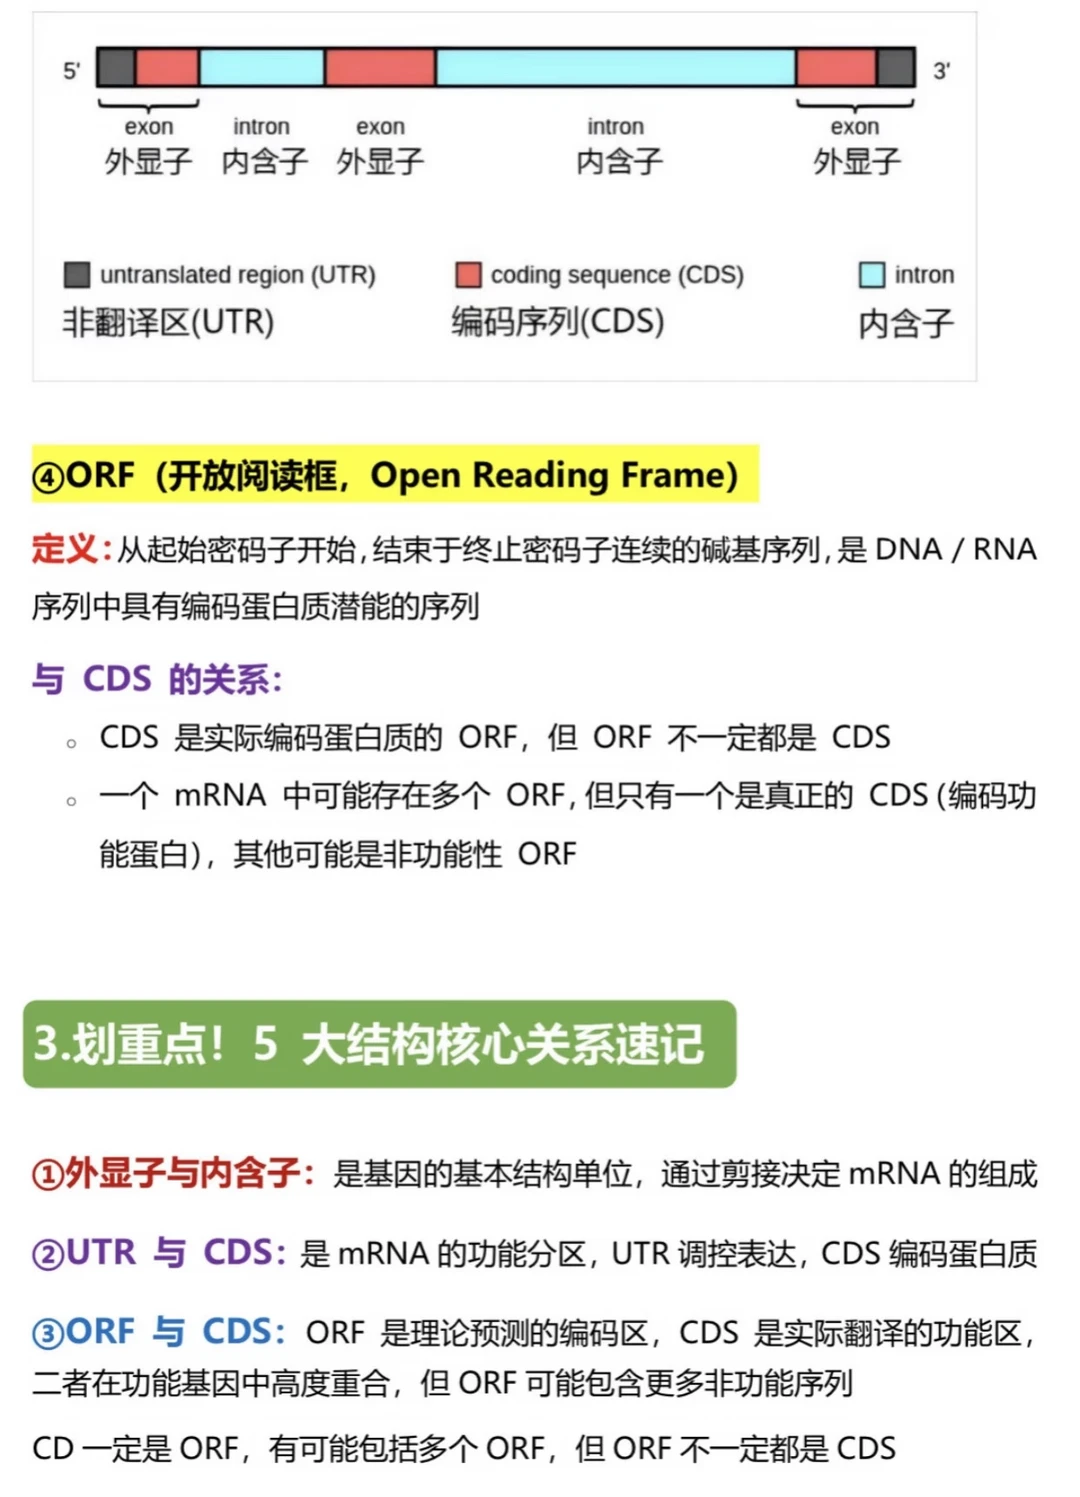 5' 3'
exon intron exon intron exon
外显子 内含子 外显子 内含子 外显子
untranslated region (UTR) coding sequence (CDS) intron
非翻译区(UTR) 编码序列(CDS) 内含子
④ORF（开放阅读框，Open Reading Frame）
定义：从起始密码子开始，结束于终止密码子连续的碱基序列，是 DNA / RNA
序列中具有编码蛋白质潜能的序列
与 CDS 的关系：
○ CDS 是实际编码蛋白质的 ORF，但 ORF 不一定都是 CDS
○ 一个 mRNA 中可能存在多个 ORF，但只有一个是真正的 CDS（编码功
能蛋白），其他可能是非功能性 ORF
3.划重点！5 大结构核心关系速记
①外显子与内含子：是基因的基本结构单位，通过剪接决定 mRNA 的组成
②UTR 与 CDS：是 mRNA 的功能分区，UTR 调控表达，CDS 编码蛋白质
③ORF 与 CDS：ORF 是理论预测的编码区，CDS 是实际翻译的功能区，
二者在功能基因中高度重合，但 ORF 可能包含更多非功能序列
CD 一定是 ORF，有可能包括多个 ORF，但 ORF 不一定都是 CDS